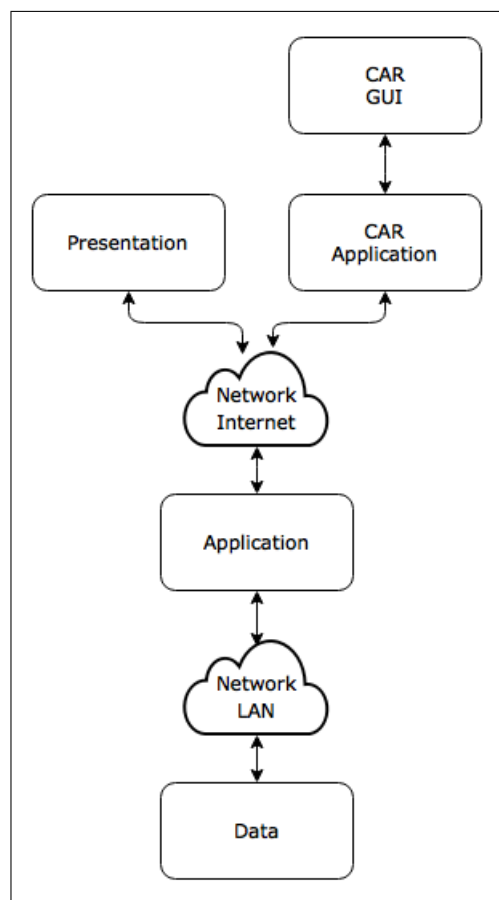 CAR
GUI
Presentation
CAR
Application
Network
Internet
Application
Network
LAN
Data